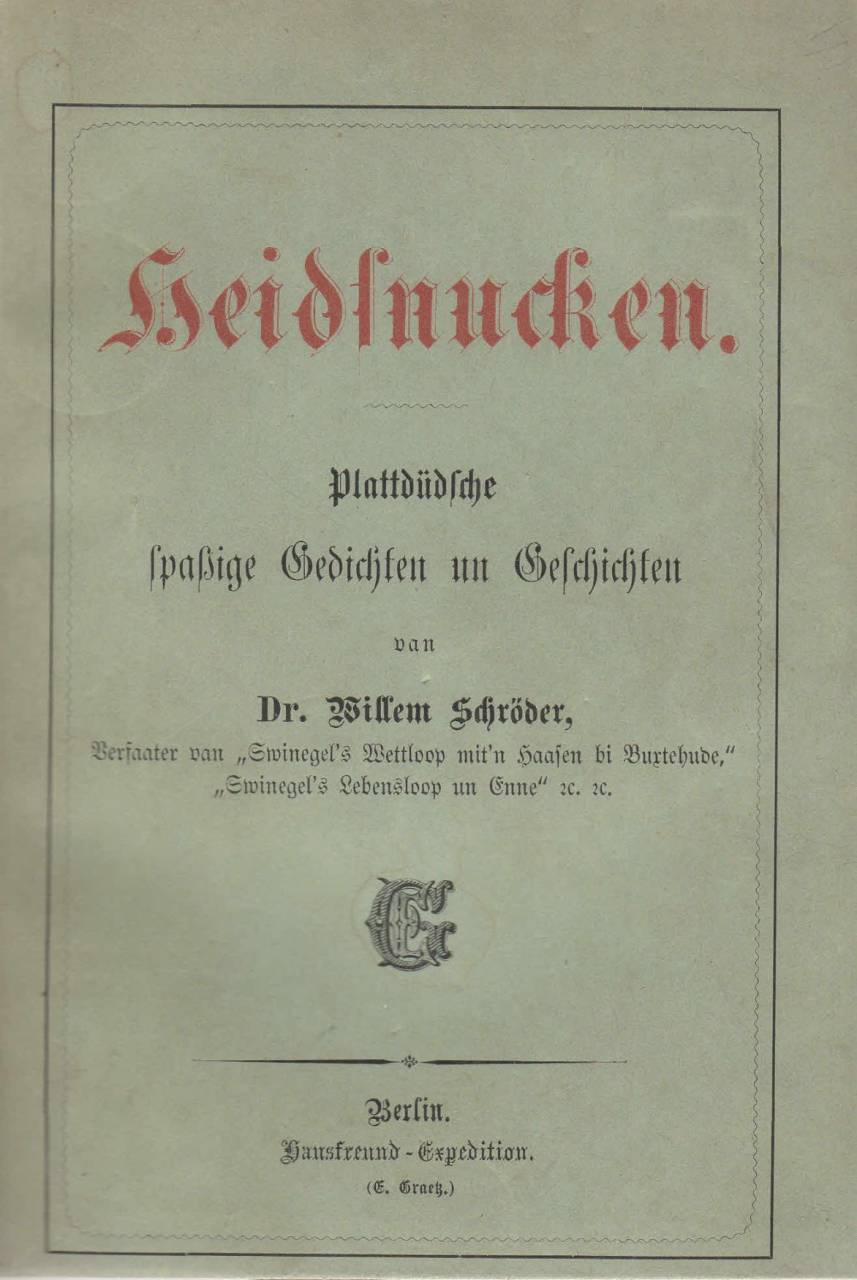 Heidsnucken.
Plattdüdsche
spaßige Gedichten un Geschichten
van
Dr. Willem Schröder,
Verfaater van „Swinegel's Wettloop mit'n Haasen bi Buxtehude,“
„Swinegel's Lebensloop un Enne“ ꝛc. ꝛc.
Berlin.
Hausfreund-Expedition.
(E. Graetz.)